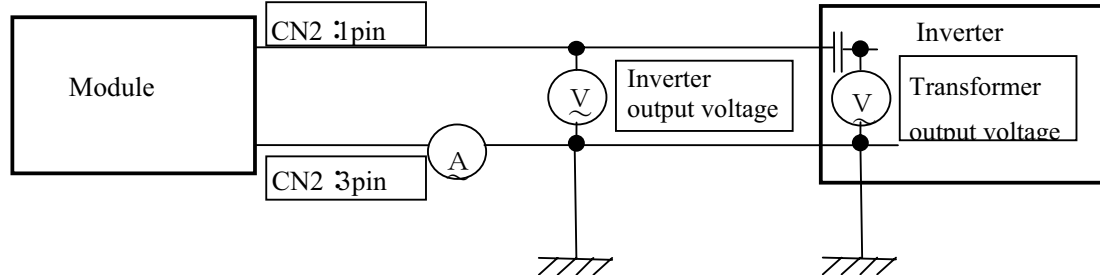 CN2 :1pin
Module
Inverter
output voltage
V
~
A
~
CN2 :3pin
Inverter
V
~
Transformer
output voltage